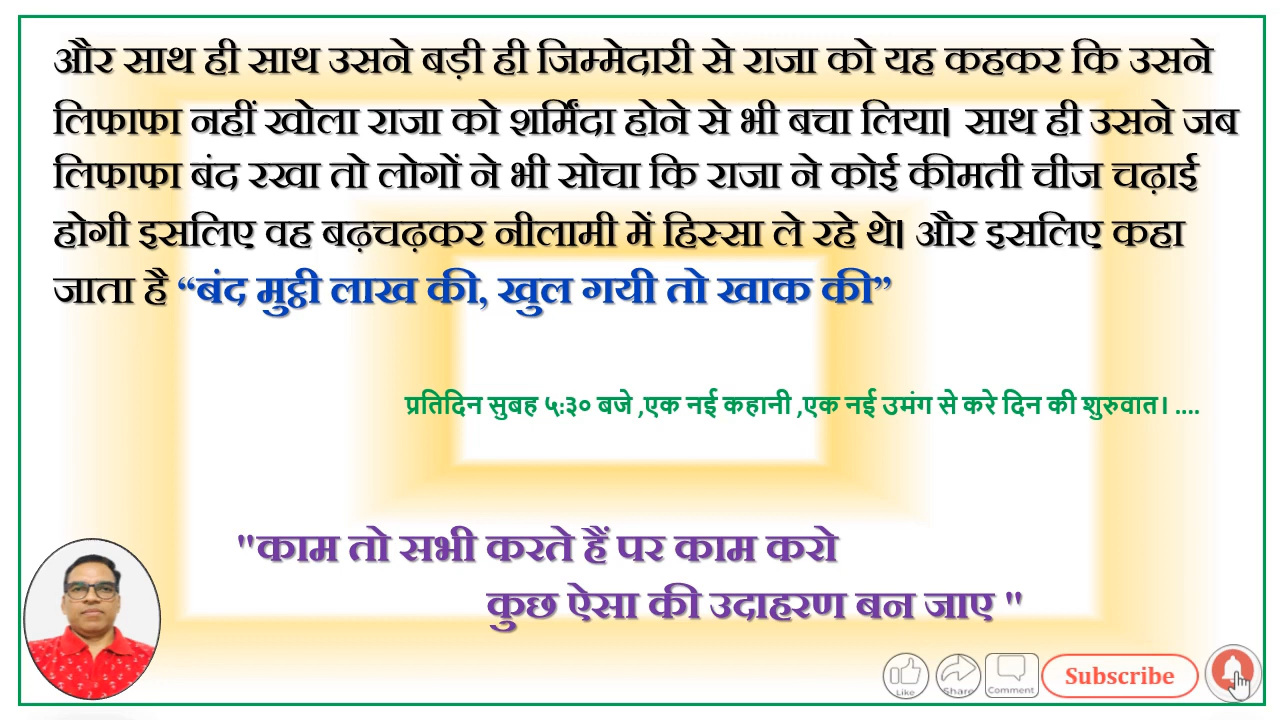 और साथ ही साथ उसने बड़ी ही जिम्मेदारी से राजा को यह कहकर कि उसने
लिफाफा नहीं खोला राजा को शर्मिंदा होने से भी बचा लिया। साथ ही उसने जब
लिफाफा बंद रखा तो लोगों ने भी सोचा कि राजा ने कोई कीमती चीज चढ़ाई
होगी इसलिए वह बढ़चढ़कर नीलामी में हिस्सा ले रहे थे। और इसलिए कहा
जाता है “बंद मुट्ठी लाख की, खुल गयी तो खाक की”
प्रतिदिन सुबह ५:३० बजे ,एक नई कहानी ,एक नई उमंग से करे दिन की शुरुवात। ....
"काम तो सभी करते हैं पर काम करो
कुछ ऐसा की उदाहरण बन जाए "
Like Share Comment Subscribe